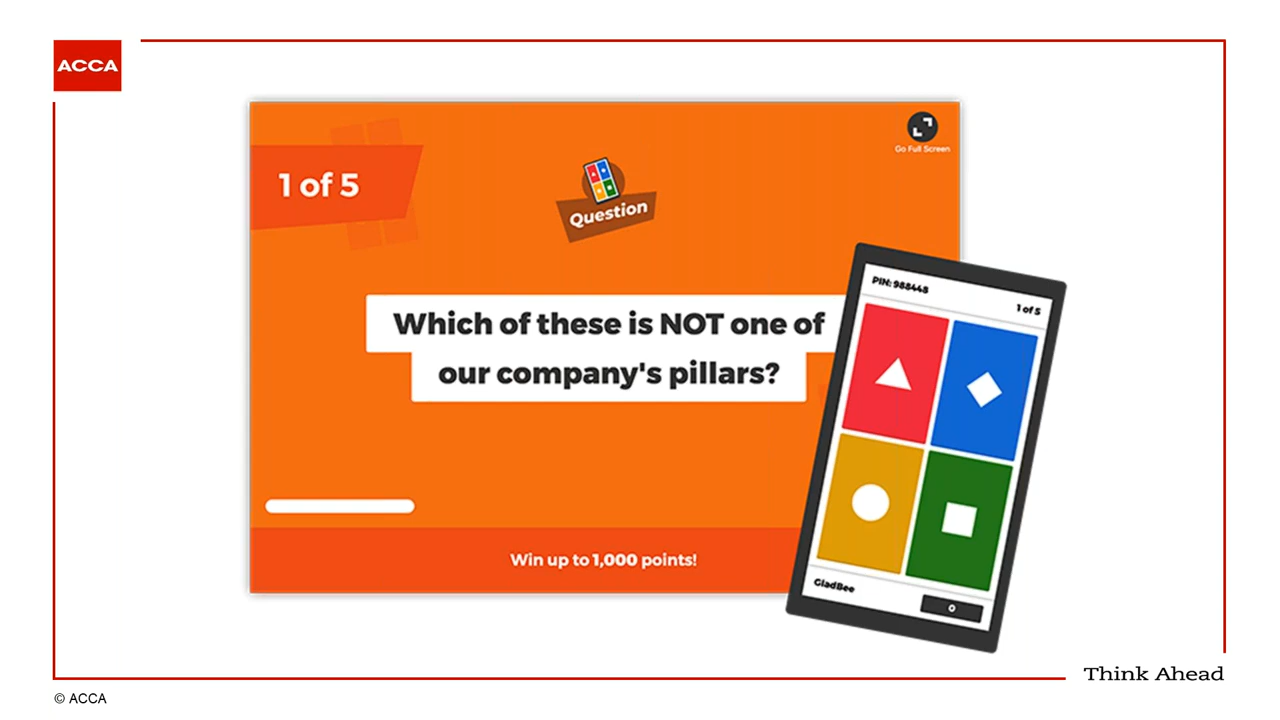 ACCA
Go Full Screen
1 of 5
Question
Which of these is NOT one of
our company's pillars?
Win up to 1,000 points!
PIN: 988448
1 of 5
GladBee
0
Think Ahead
© ACCA